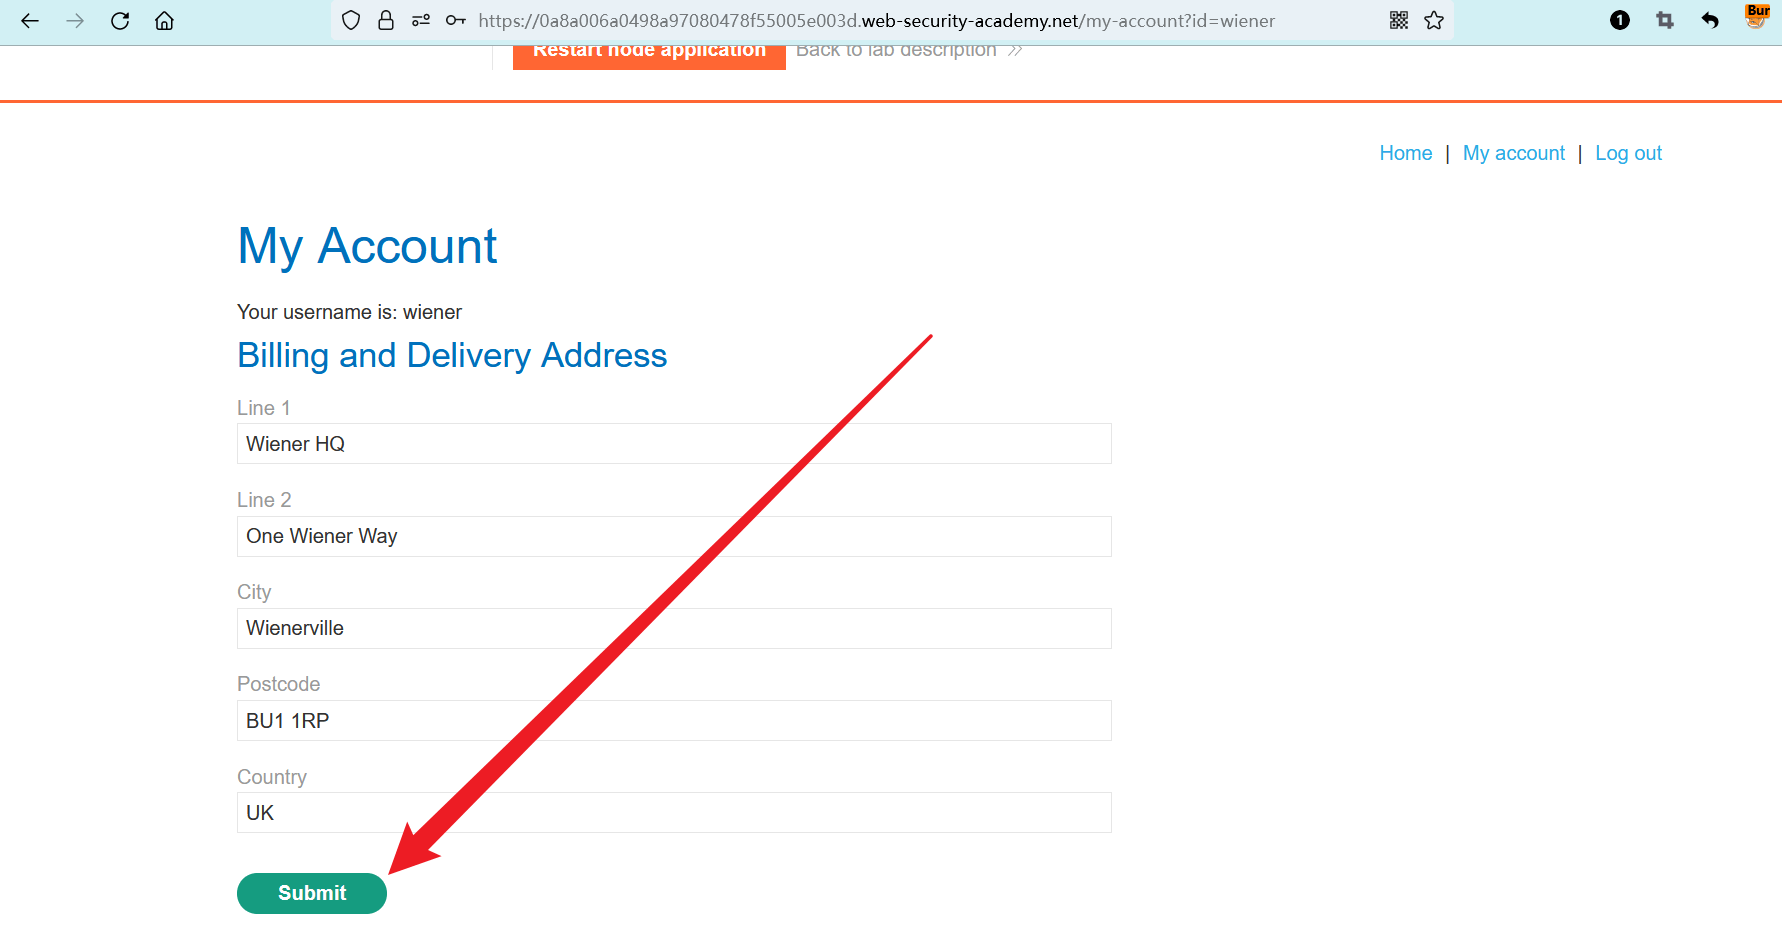 https://0a8a006a0498a97080478f55005e003d.web-security-academy.net/my-account?id=wiener
1
Bur
Restart node application
Back to lab description >>
Home | My account | Log out
My Account
Your username is: wiener
Billing and Delivery Address
Line 1
Wiener HQ
Line 2
One Wiener Way
City
Wienerville
Postcode
BU1 1RP
Country
UK
Submit